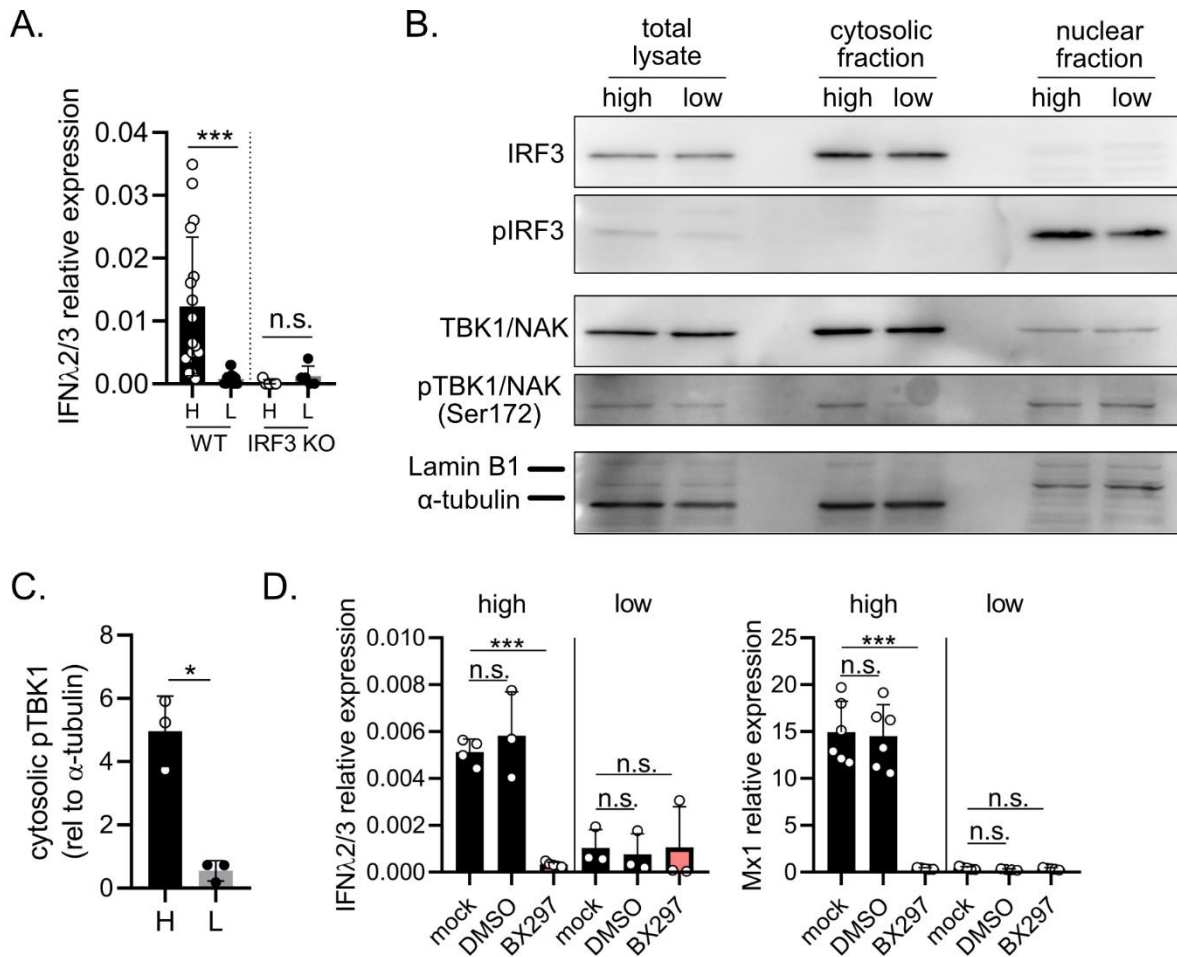 A.
IFNλ2/3 relative expression
0.04
0.03
0.02
0.01
0.00
***
n.s.
H L H L
WT IRF3 KO
B.
total
lysate
cytosolic
fraction
nuclear
fraction
high low high low high low
IRF3
pIRF3
TBK1/NAK
pTBK1/NAK
(Ser172)
Lamin B1
α-tubulin
C.
cytosolic pTBK1
(rel to α-tubulin)
8
6
4
2
0
*
H L
D.
high low
IFNλ2/3 relative expression
0.010
0.008
0.006
0.004
0.002
0.000
***
n.s.
n.s.
n.s.
mock DMSO BX297 mock DMSO BX297
high low
Mx1 relative expression
25
20
15
10
5
0
***
n.s.
n.s.
n.s.
mock DMSO BX297 mock DMSO BX297